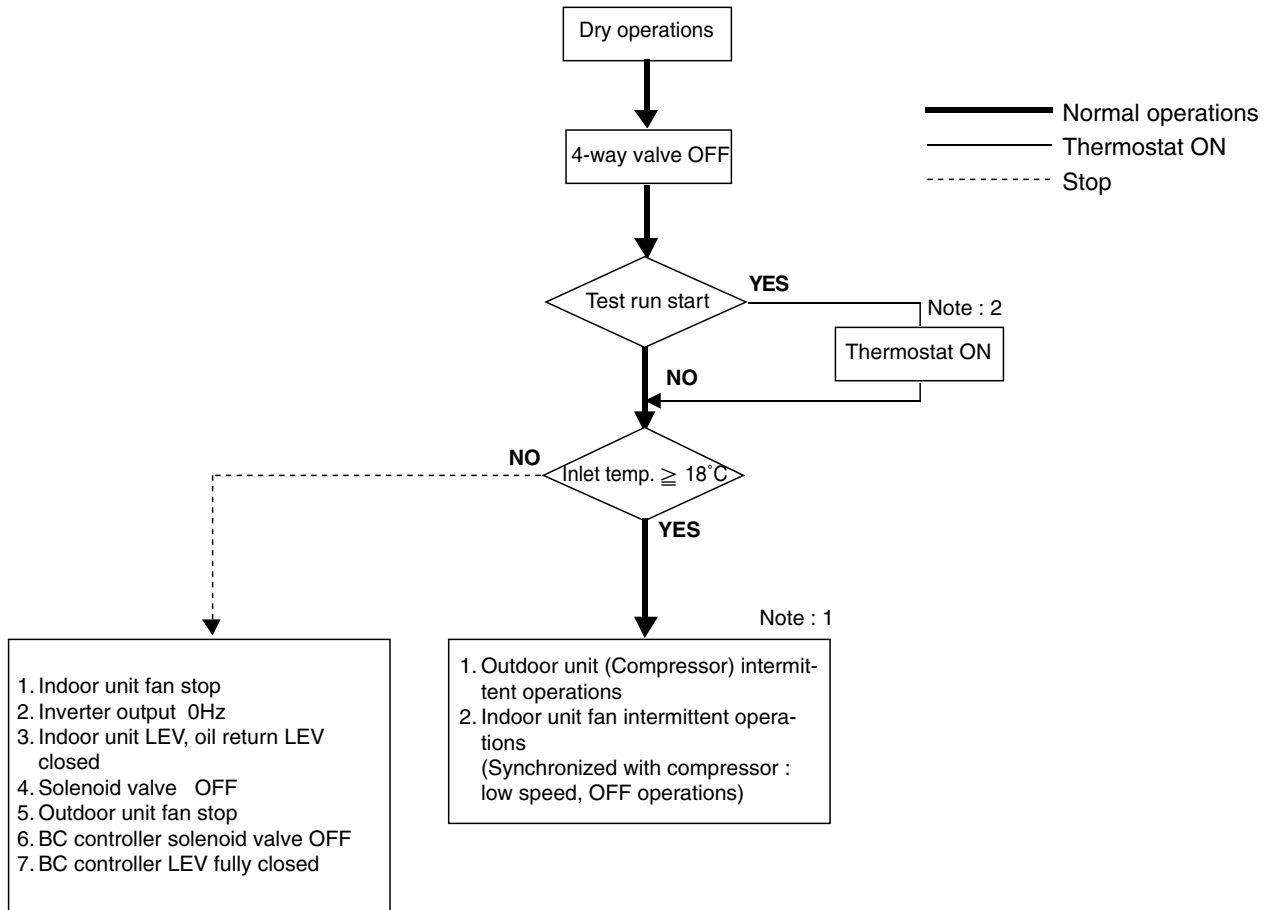 Dry operations
Normal operations
Thermostat ON
Stop
4-way valve OFF
Test run start
YES
Note : 2
Thermostat ON
NO
Inlet temp. ≧ 18°C
NO
YES
Note : 1
1. Indoor unit fan stop
2. Inverter output 0Hz
3. Indoor unit LEV, oil return LEV
closed
4. Solenoid valve OFF
5. Outdoor unit fan stop
6. BC controller solenoid valve OFF
7. BC controller LEV fully closed
1. Outdoor unit (Compressor) intermit-
tent operations
2. Indoor unit fan intermittent opera-
tions
(Synchronized with compressor :
low speed, OFF operations)